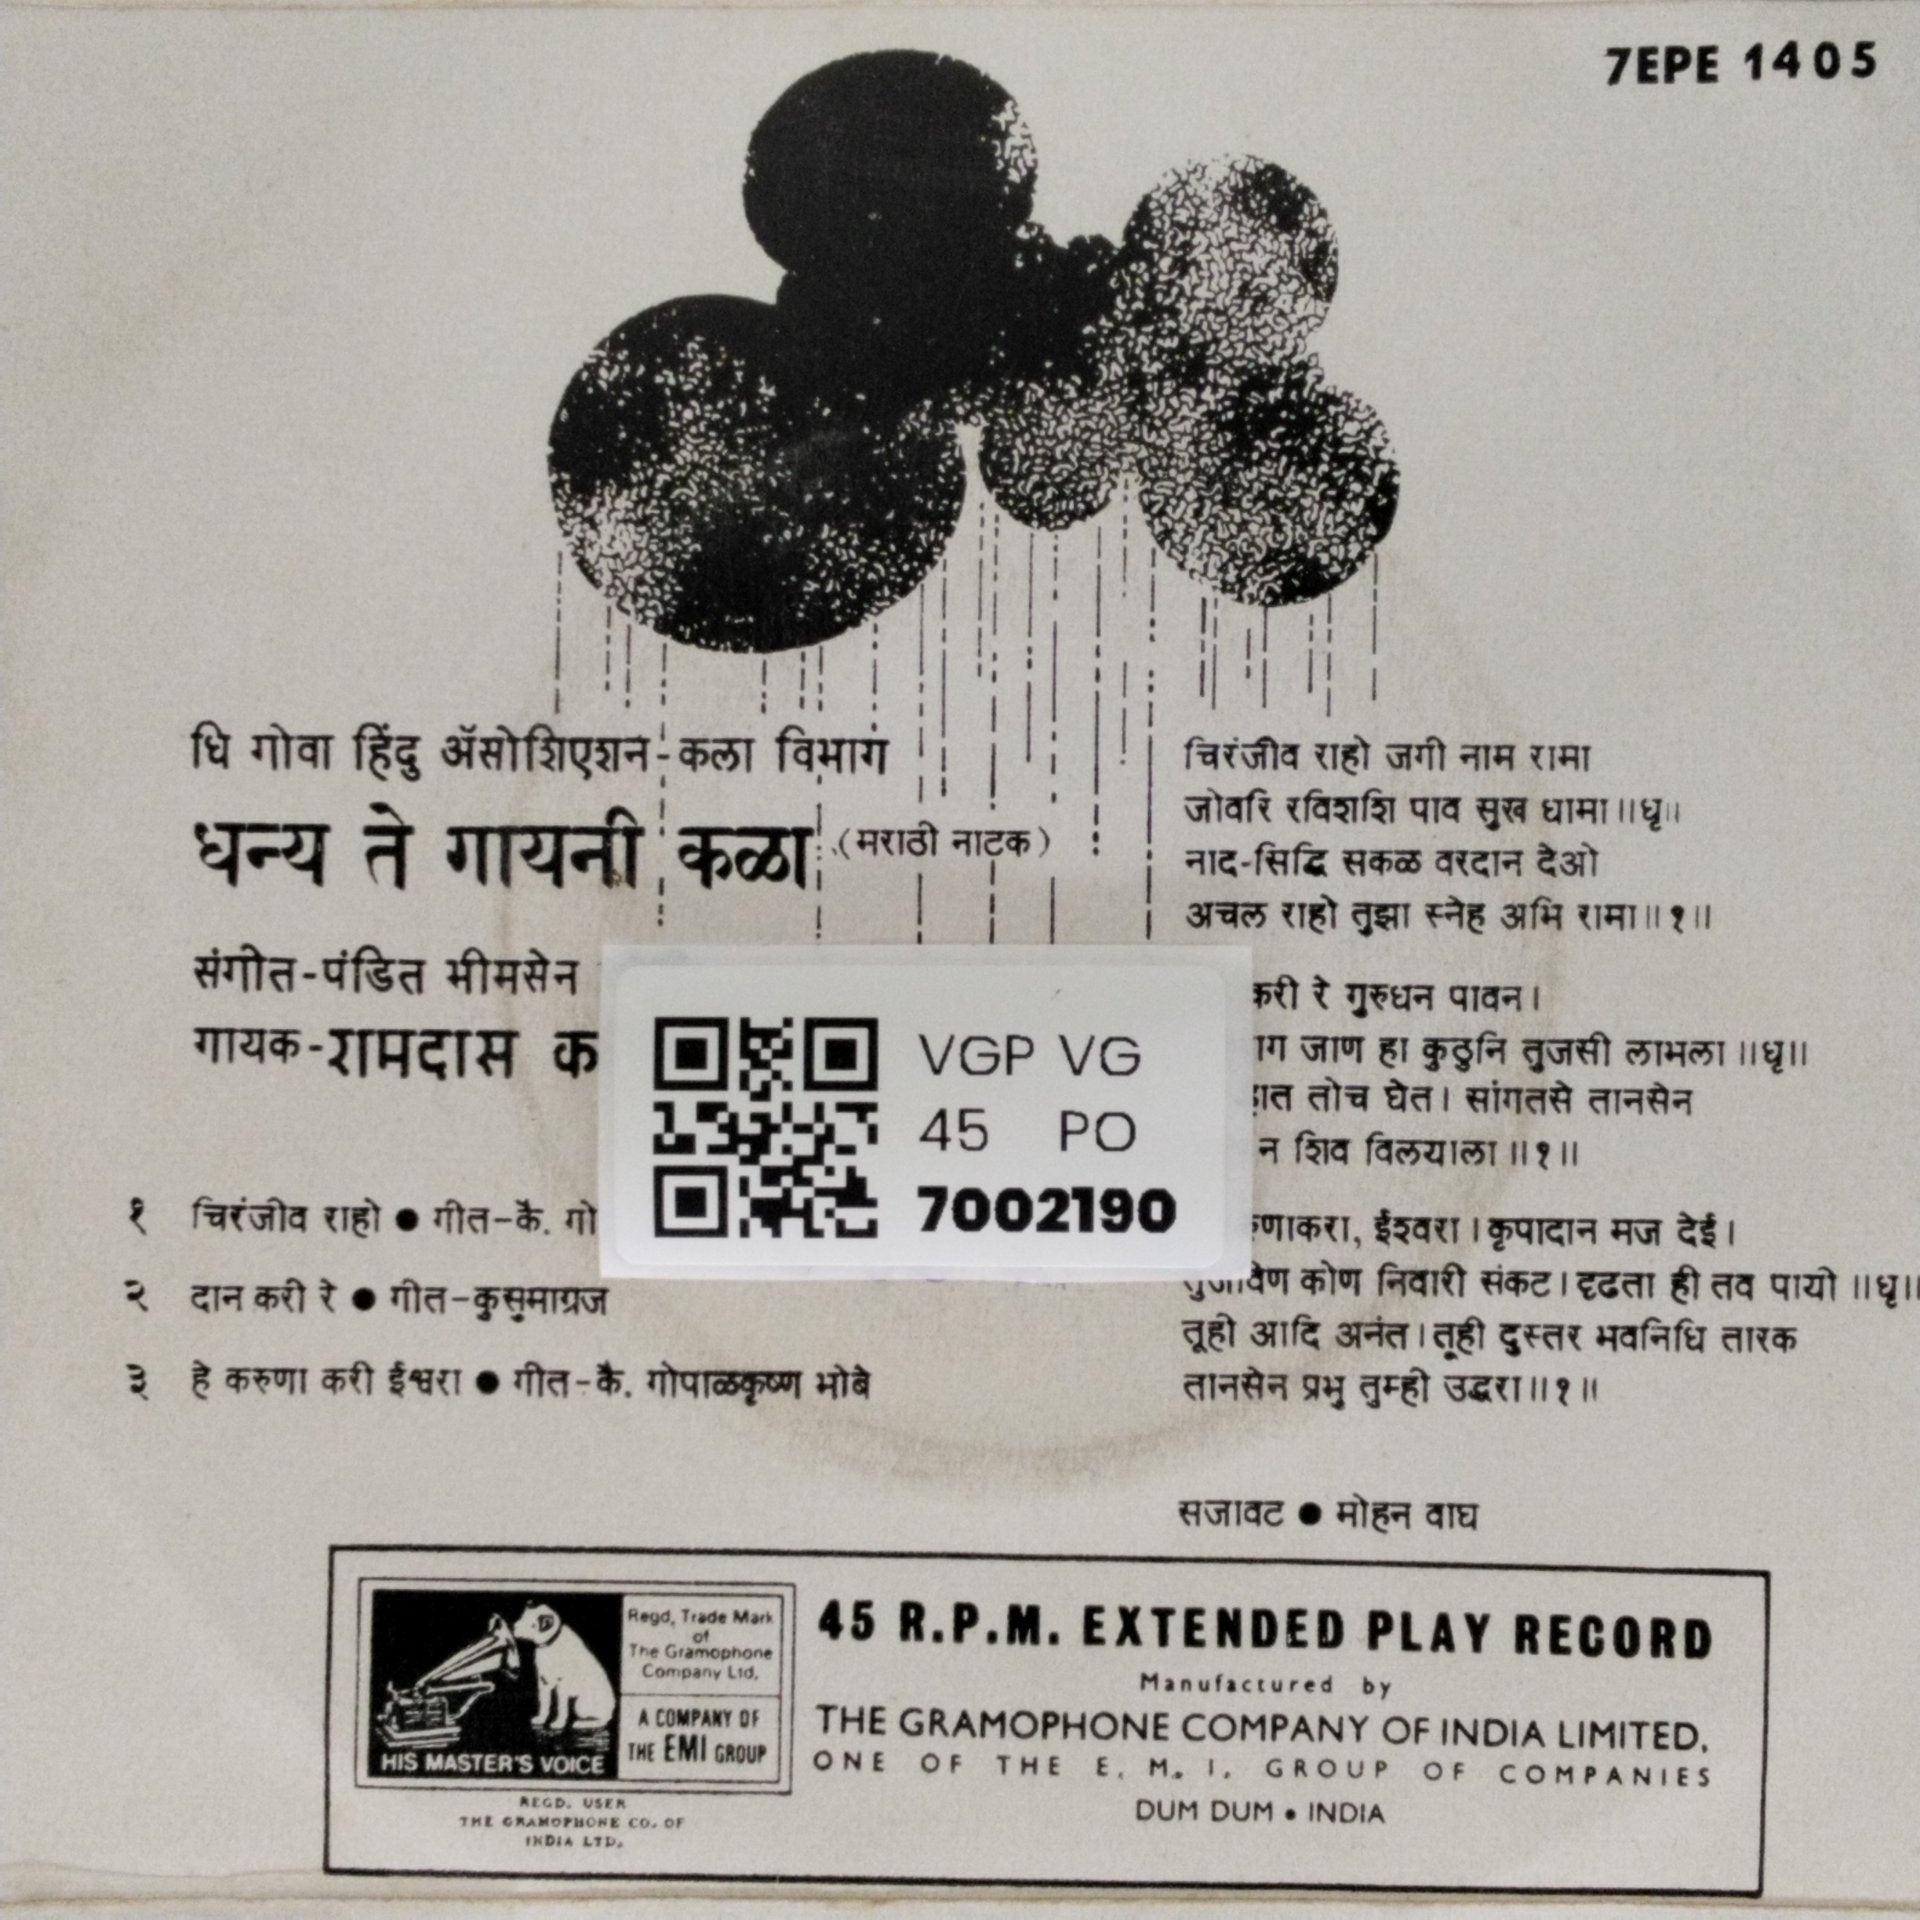 7EPE 1405
धि गोवा हिंदु ॲसोशिएशन-कला विभाग
धन्य ते गायनी कळा (मराठी नाटक)
संगीत-पंडित भीमसेन
गायक-रामदास
१ चिरंजीव राहो ● गीत-कै.
२ दान करी रे ● गीत-कुसुमाग्रज
३ हे करुणा करी ईश्वरा ● गीत-कै. गोपाळकृष्ण भोबे
चिरंजीव राहो जगी नाम रामा
जोवरि रविशशि पाव सुख धामा ॥धृ॥
नाद-सिद्धि सकळ वरदान देओ
अचल राहो तुझा स्नेह अभि रामा ॥१॥
करी रे गुरुधन पावन।
जाण हा कुठुनि तुजसी लाभला ॥धृ॥
तोच घेत। सांगतसे तानसेन
न शिव विलयाला ॥१॥
ईश्वरा। कृपादान मज देई।
कोण निवारी संकट। दृढता ही तव पायी ॥धृ॥
तूही आदि अनंत। तूही दुस्तर भवनिधि तारक
तानसेन प्रभु तुम्ही उद्धरा ॥१॥
सजावट ● मोहन वाघ
VGP VG
45 PO
7002190
HIS MASTER'S VOICE
Regd, Trade Mark
of
The Gramophone
Company Ltd.
A COMPANY OF
THE EMI GROUP
REGD. USER
THE GRAMOPHONE CO. OF
INDIA LTD.
45 R.P.M. EXTENDED PLAY RECORD
Manufactured by
THE GRAMOPHONE COMPANY OF INDIA LIMITED.
ONE OF THE E. M. I. GROUP OF COMPANIES
DUM DUM • INDIA